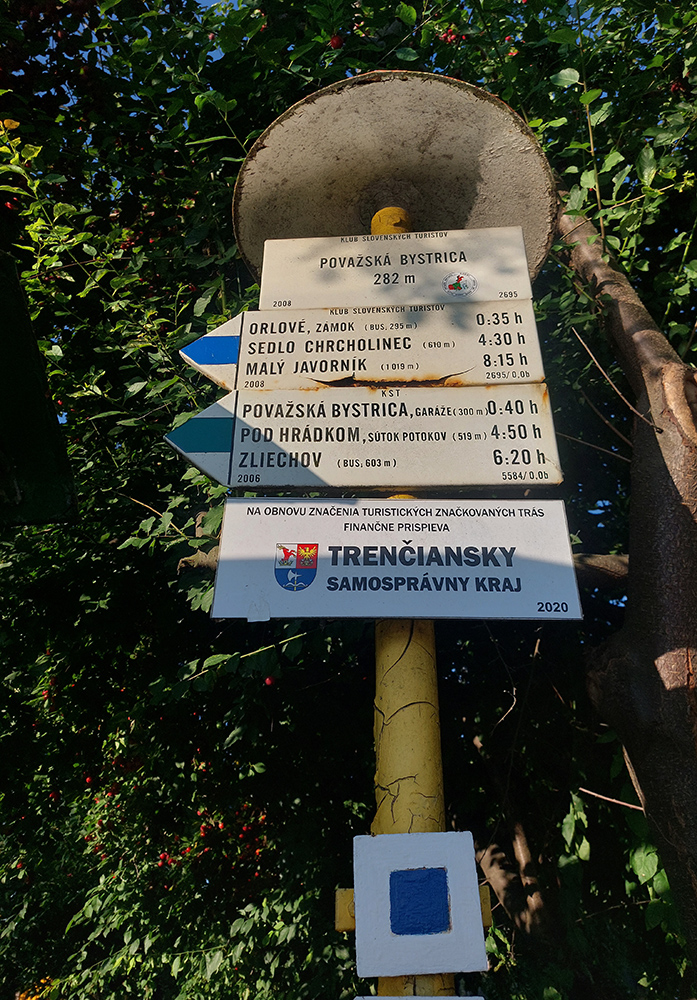 KLUB SLOVENSKÝCH TURISTOV
POVAŽSKÁ BYSTRICA
282 m
2008 2695
KLUB SLOVENSKÝCH TURISTOV
ORLOVÉ, ZÁMOK (BUS, 295 m) 0:35 h
SEDLO CHRCHOLINEC (610 m) 4:30 h
MALÝ JAVORNÍK (1 019 m) 8:15 h
2008 2695/0,0b
KST
POVAŽSKÁ BYSTRICA, GARÁŽE (300 m) 0:40 h
POD HRÁDKOM, SÚTOK POTOKOV (519 m) 4:50 h
ZLIECHOV (BUS, 603 m) 6:20 h
2006 5584/0,0b
NA OBNOVU ZNAČENIA TURISTICKÝCH ZNAČKOVANÝCH TRÁS
FINANČNE PRISPIEVA
TRENČIANSKY
SAMOSPRÁVNY KRAJ
2020